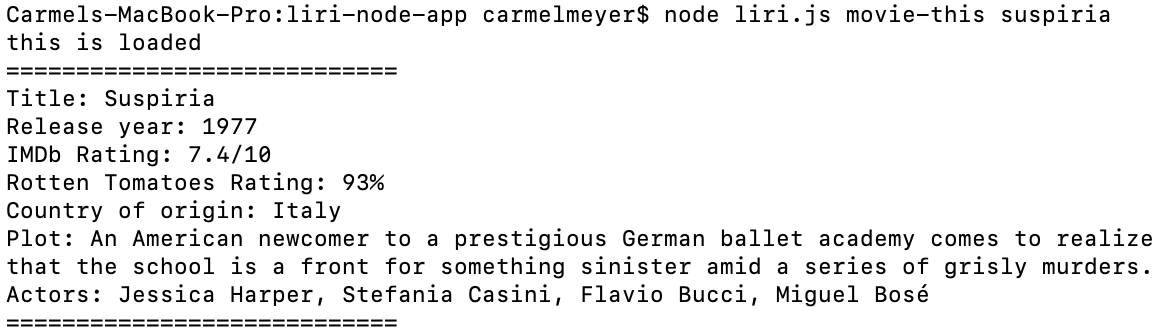 Carmels-MacBook-Pro:liri-node-app carmelmeyer$ node liri.js movie-this suspiria
this is loaded
============================
Title: Suspiria
Release year: 1977
IMDb Rating: 7.4/10
Rotten Tomatoes Rating: 93%
Country of origin: Italy
Plot: An American newcomer to a prestigious German ballet academy comes to realize
that the school is a front for something sinister amid a series of grisly murders.
Actors: Jessica Harper, Stefania Casini, Flavio Bucci, Miguel Bosé
============================